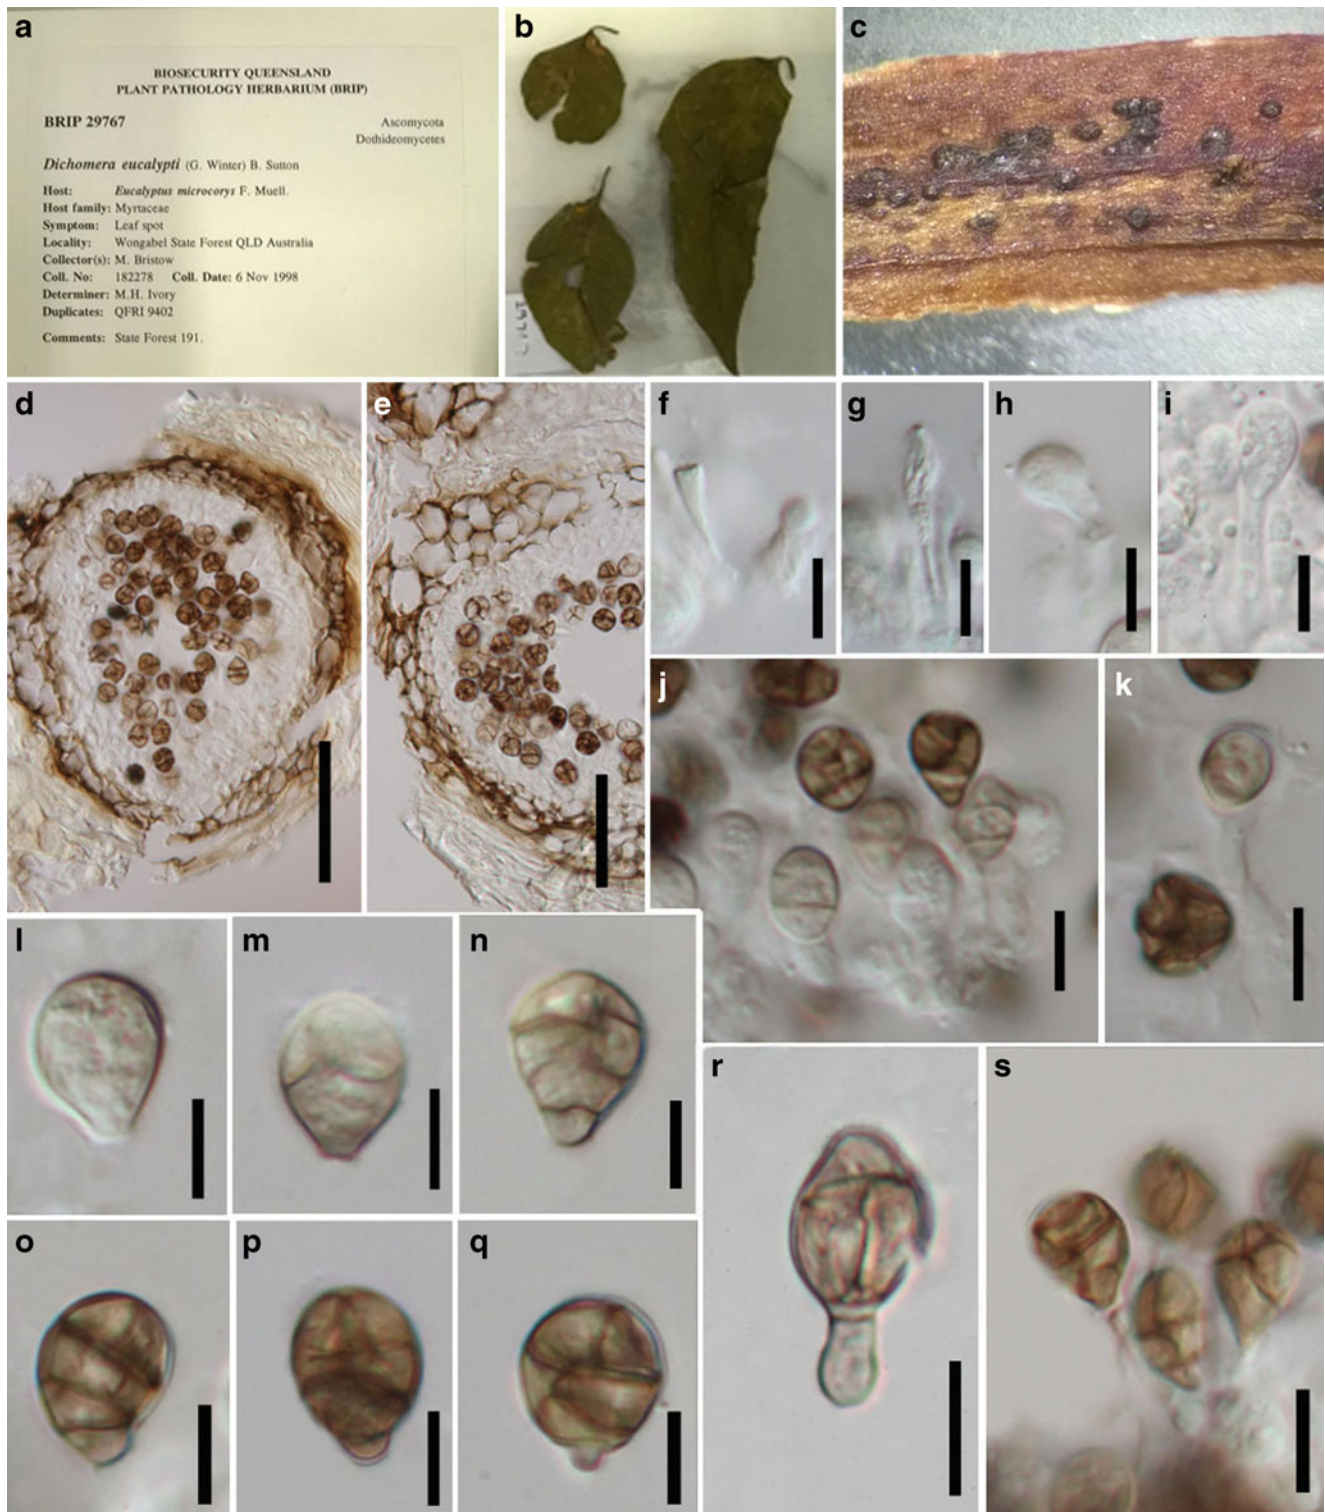 a
BIOSECURITY QUEENSLAND
PLANT PATHOLOGY HERBARIUM (BRIP)
BRIP 29767
Ascomycota
Dothideomycetes
Dichomera eucalypti (G. Winter) B. Sutton
Host: Eucalyptus microcorys F. Muell.
Host family: Myrtaceae
Symptom: Leaf spot
Locality: Wongabel State Forest QLD Australia
Collector(s): M. Bristow
Coll. No: 182278 Coll. Date: 6 Nov 1998
Determiner: M.H. Ivory
Duplicates: QFRI 9402
Comments: State Forest 191.
b
c
d
e
f
g
h
i
j
k
l
m
n
o
p
q
r
s